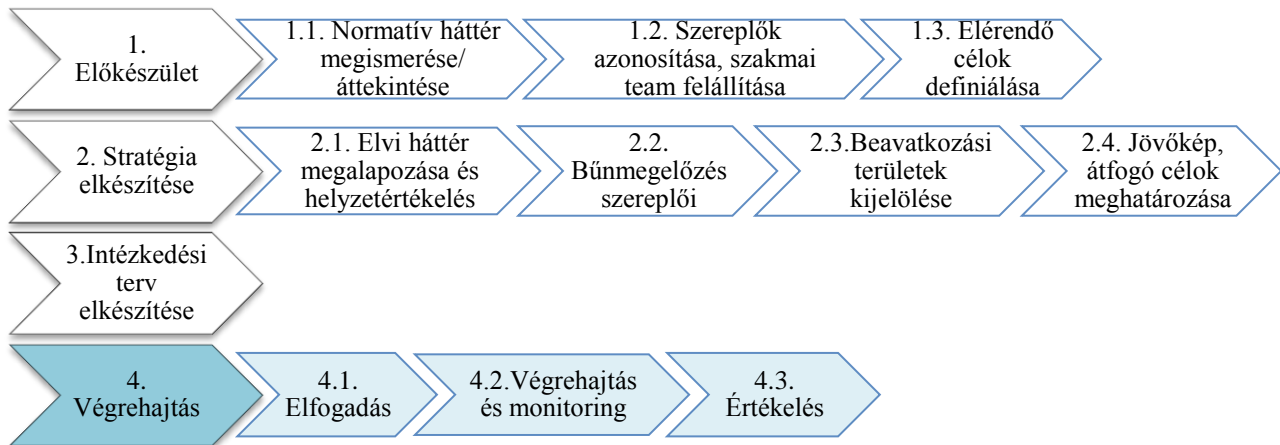 1.
Előkészület
1.1. Normatív háttér
megismerése/
áttekintése
1.2. Szereplők
azonosítása, szakmai
team felállítása
1.3. Elérendő
célok
definiálása
2. Stratégia
elkészítése
2.1. Elvi háttér
megalapozása és
helyzetértékelés
2.2.
Bűnmegelőzés
szereplői
2.3.Beavatkozási
területek
kijelölése
2.4. Jövőkép,
átfogó célok
meghatározása
3.Intézkedési
terv
elkészítése
4.
Végrehajtás
4.1.
Elfogadás
4.2.Végrehajtás
és monitoring
4.3.
Értékelés